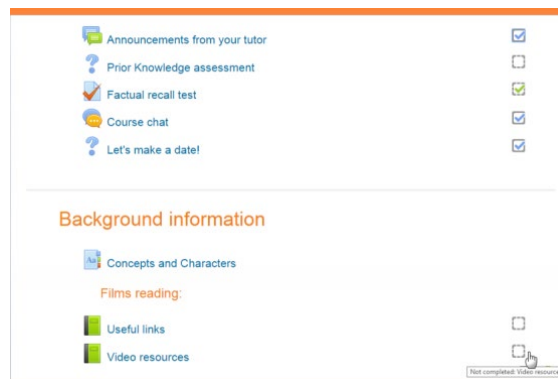 Announcements from your tutor
Prior Knowledge assessment
Factual recall test
Course chat
Let's make a date!
Background information
Concepts and Characters
Films reading:
Useful links
Video resources
Not completed: Video resource